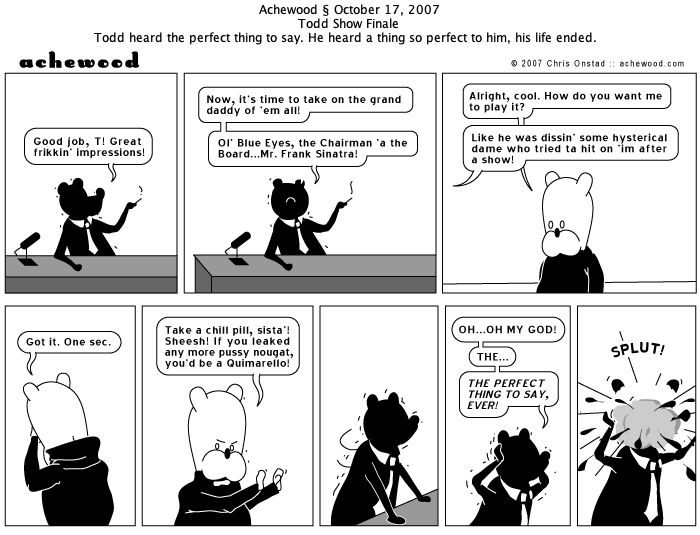 Achewood § October 17, 2007
Todd Show Finale
Todd heard the perfect thing to say. He heard a thing so perfect to him, his life ended.
achewood
© 2007 Chris Onstad :: achewood.com
Good job, T! Great
frikkin' impressions!
Now, it's time to take on the grand
daddy of 'em all!
Ol' Blue Eyes, the Chairman 'a the
Board...Mr. Frank Sinatra!
Alright, cool. How do you want me
to play it?
Like he was dissin' some hysterical
dame who tried ta hit on 'im after
a show!
Got it. One sec.
Take a chill pill, sista'!
Sheesh! If you leaked
any more pussy nougat,
you'd be a Quimarello!
OH...OH MY GOD!
THE...
THE PERFECT
THING TO SAY,
EVER!
SPLUT!